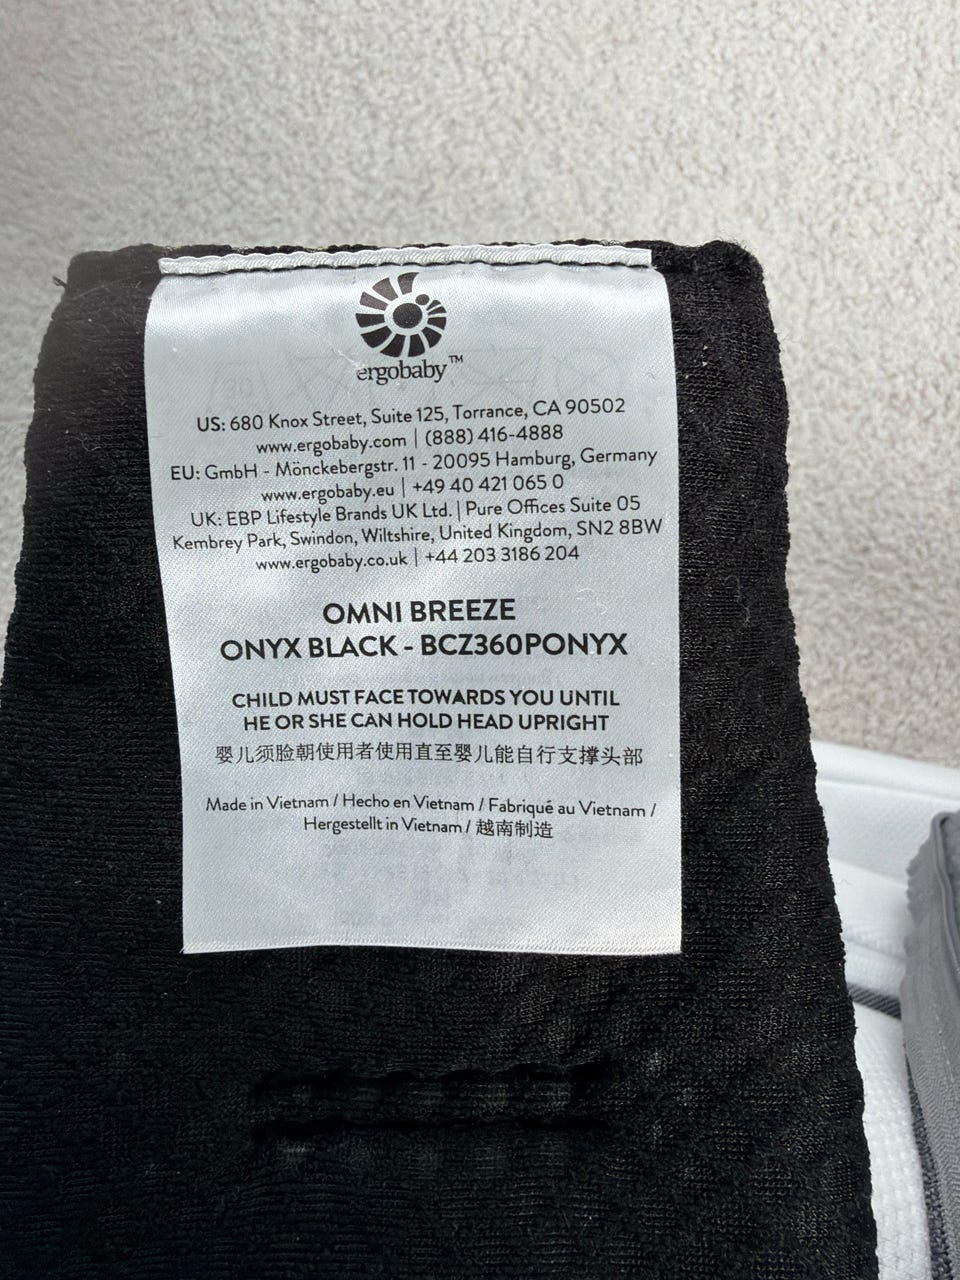 ergobaby™
US: 680 Knox Street, Suite 125, Torrance, CA 90502
www.ergobaby.com | (888) 416-4888
EU: GmbH - Mönckebergstr. 11 - 20095 Hamburg, Germany
www.ergobaby.eu | +49 40 421 065 0
UK: EBP Lifestyle Brands UK Ltd. | Pure Offices Suite 05
Kembrey Park, Swindon, Wiltshire, United Kingdom, SN2 8BW
www.ergobaby.co.uk | +44 203 3186 204
OMNI BREEZE
ONYX BLACK - BCZ360PONYX
CHILD MUST FACE TOWARDS YOU UNTIL
HE OR SHE CAN HOLD HEAD UPRIGHT
婴儿须脸朝使用者使用直至婴儿能自行支撑头部
Made in Vietnam / Hecho en Vietnam / Fabriqué au Vietnam /
Hergestellt in Vietnam / 越南制造